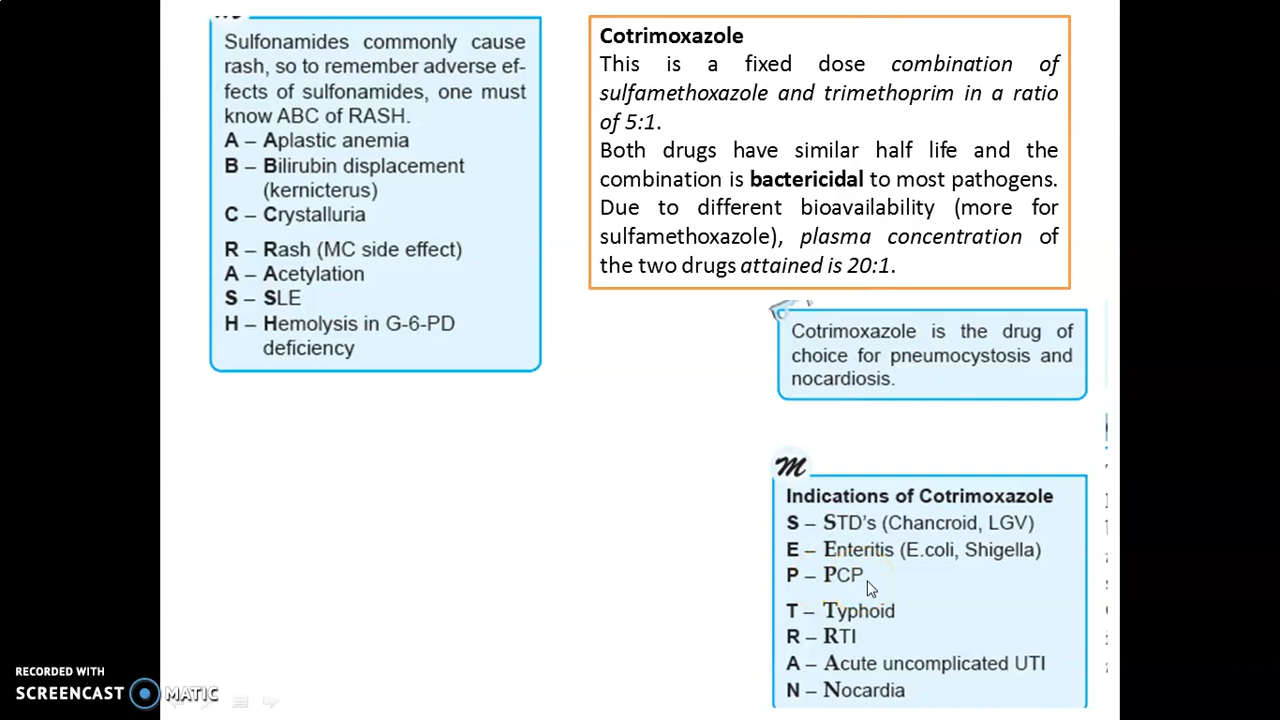 Sulfonamides commonly cause
rash, so to remember adverse ef-
fects of sulfonamides, one must
know ABC of RASH.
A – Aplastic anemia
B – Bilirubin displacement
(kernicterus)
C – Crystalluria
R – Rash (MC side effect)
A – Acetylation
S – SLE
H – Hemolysis in G-6-PD
deficiency
Cotrimoxazole
This is a fixed dose combination of
sulfamethoxazole and trimethoprim in a ratio
of 5:1.
Both drugs have similar half life and the
combination is bactericidal to most pathogens.
Due to different bioavailability (more for
sulfamethoxazole), plasma concentration of
the two drugs attained is 20:1.
Cotrimoxazole is the drug of
choice for pneumocystosis and
nocardiosis.
M
Indications of Cotrimoxazole
S – STD's (Chancroid, LGV)
E – Enteritis (E.coli, Shigella)
P – PCP
T – Typhoid
R – RTI
A – Acute uncomplicated UTI
N – Nocardia
RECORDED WITH
SCREENCAST MATIC